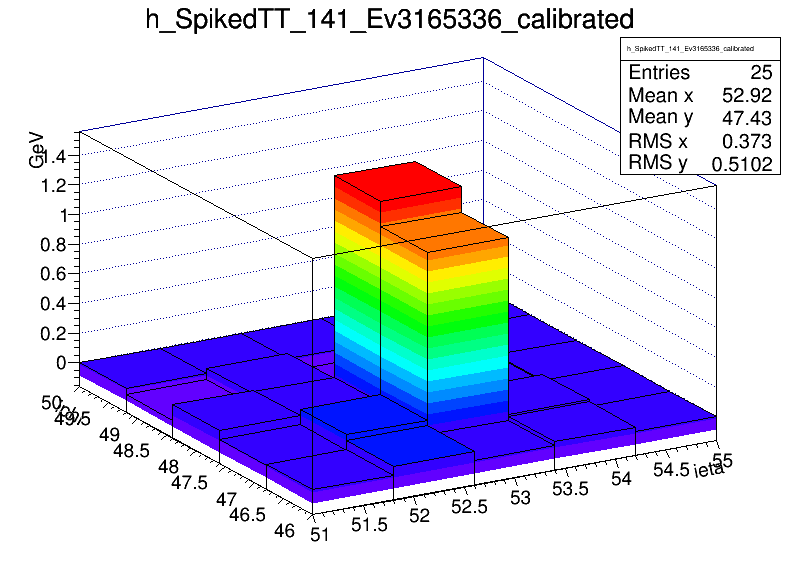 h_SpikedTT_141_Ev3165336_calibrated
h_SpikedTT_141_Ev3165336_calibrated
Entries 25
Mean x 52.92
Mean y 47.43
RMS x 0.373
RMS y 0.5102
GeV
1.4
1.2
1
0.8
0.6
0.4
0.2
0
50
49.5
49
48.5
48
47.5
47
46.5
46
51
51.5
52
52.5
53
53.5
54
54.5
55
ieta